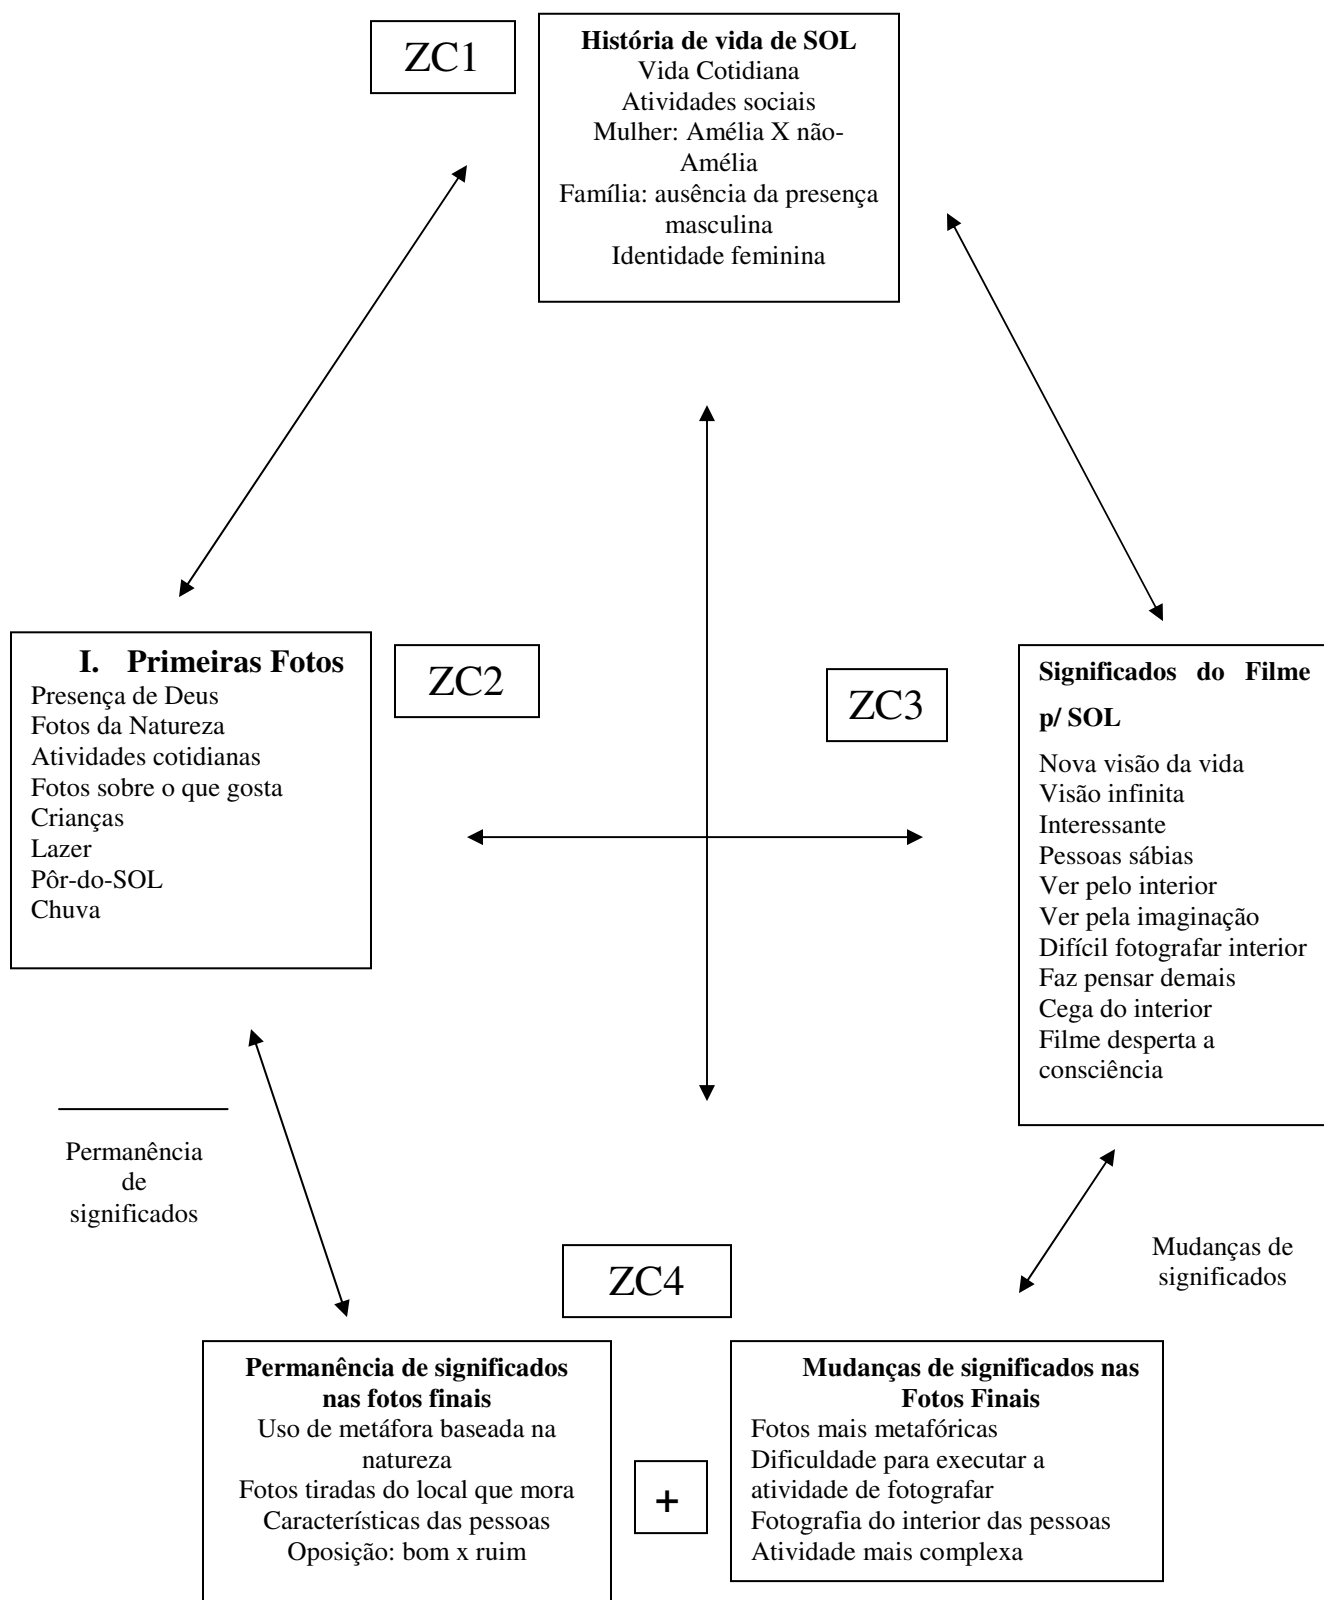 ZC1
História de vida de SOL
Vida Cotidiana
Atividades sociais
Mulher: Amélia X não-
Amélia
Família: ausência da presença
masculina
Identidade feminina
I. Primeiras Fotos
Presença de Deus
Fotos da Natureza
Atividades cotidianas
Fotos sobre o que gosta
Crianças
Lazer
Pôr-do-SOL
Chuva
ZC2
ZC3
Significados do Filme
p/ SOL
Nova visão da vida
Visão infinita
Interessante
Pessoas sábias
Ver pelo interior
Ver pela imaginação
Difícil fotografar interior
Faz pensar demais
Cega do interior
Filme desperta a
consciência
Permanência
de
significados
Mudanças de
significados
ZC4
Permanência de significados
nas fotos finais
Uso de metáfora baseada na
natureza
Fotos tiradas do local que mora
Características das pessoas
Oposição: bom x ruim
+
Mudanças de significados nas
Fotos Finais
Fotos mais metafóricas
Dificuldade para executar a
atividade de fotografar
Fotografia do interior das pessoas
Atividade mais complexa